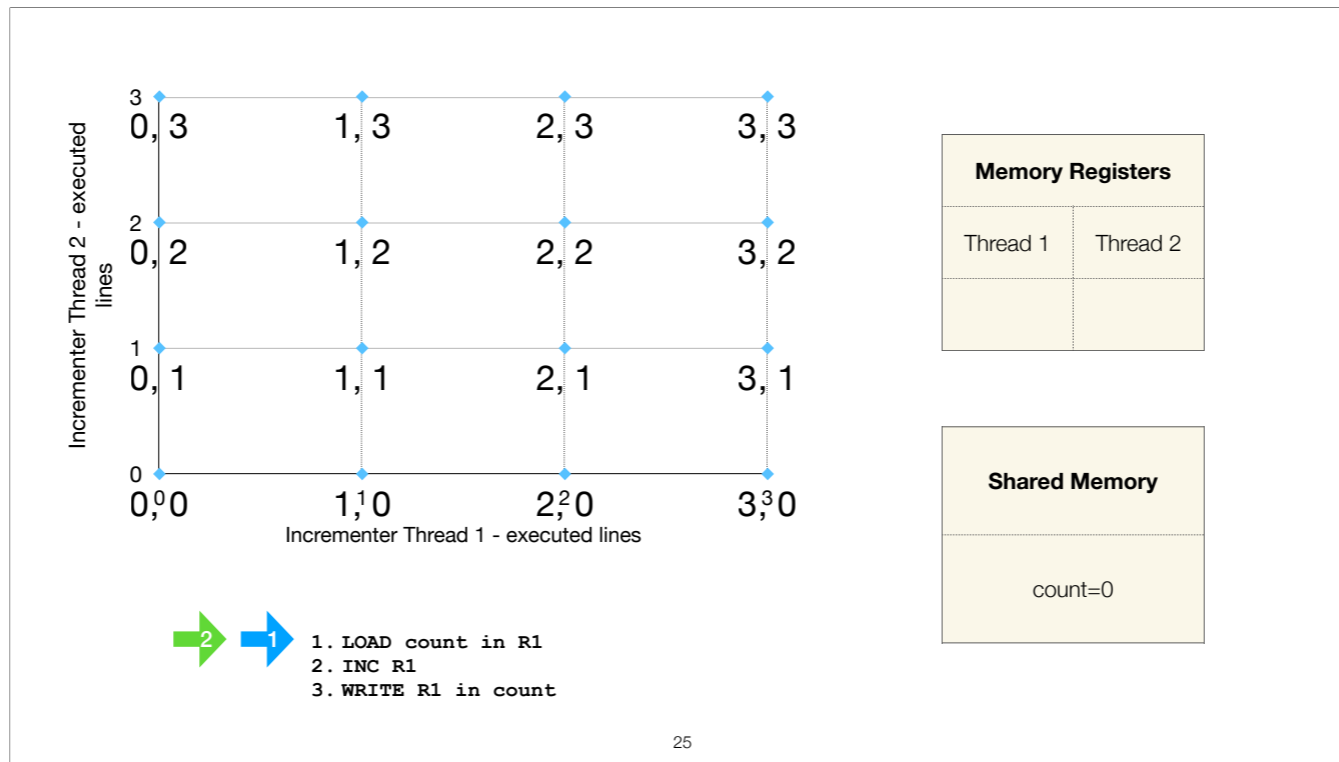 3
0, 3 1, 3 2, 3 3, 3
2
0, 2 1, 2 2, 2 3, 2
1
0, 1 1, 1 2, 1 3, 1
0
0 1 2 3
0, 0 1, 0 2, 0 3, 0
Incrementer Thread 2 - executed
lines
Incrementer Thread 1 - executed lines
Memory Registers
Thread 1 Thread 2
Shared Memory
count=0
2 1
1. LOAD count in R1
2. INC R1
3. WRITE R1 in count
25